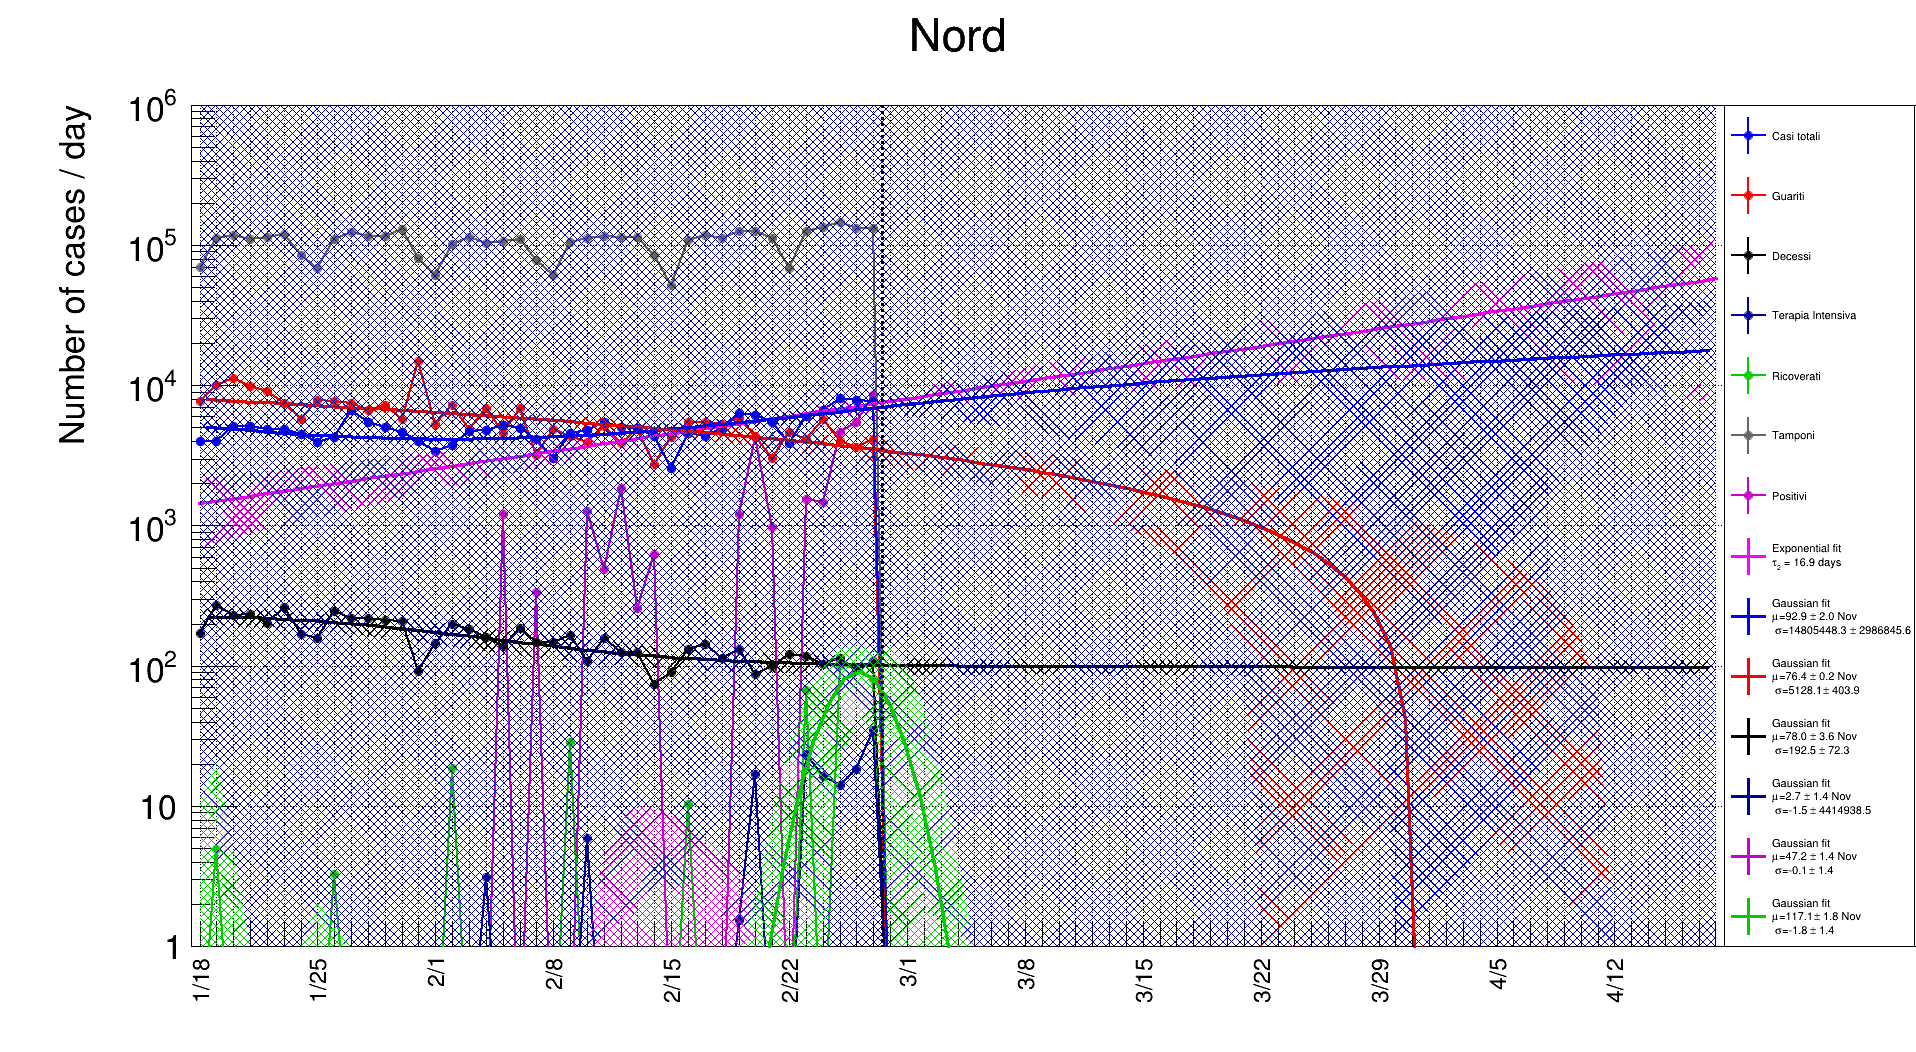 Nord
Number of cases / day
10^6
10^5
10^4
10^3
10^2
10
1
1/18
1/25
2/1
2/8
2/15
2/22
3/1
3/8
3/15
3/22
3/29
4/5
4/12
Casi totali
Guariti
Decessi
Terapia Intensiva
Ricoverati
Tamponi
Positivi
Exponential fit
τ₂ = 16.9 days
Gaussian fit
μ=92.9 ± 2.0 Nov
σ=14805448.3 ± 2986845.6
Gaussian fit
μ=76.4 ± 0.2 Nov
σ=5128.1 ± 403.9
Gaussian fit
μ=78.0 ± 3.6 Nov
σ=192.5 ± 72.3
Gaussian fit
μ=2.7 ± 1.4 Nov
σ=-1.5 ± 4414938.5
Gaussian fit
μ=47.2 ± 1.4 Nov
σ=-0.1 ± 1.4
Gaussian fit
μ=117.1 ± 1.8 Nov
σ=-1.8 ± 1.4